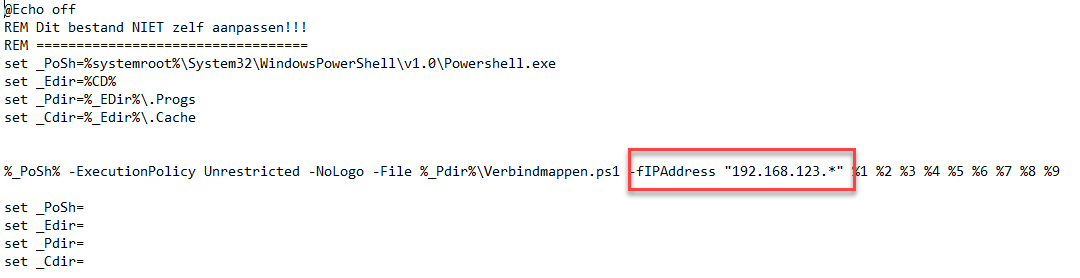 @Echo off
REM Dit bestand NIET zelf aanpassen!!!
REM ==================================
set _PoSh=%systemroot%\System32\WindowsPowerShell\v1.0\Powershell.exe
set _Edir=%CD%
set _Pdir=%_EDir%\.Progs
set _Cdir=%_Edir%\.Cache
%_PoSh% -ExecutionPolicy Unrestricted -NoLogo -File %_Pdir%\Verbindmappen.ps1 -fIPAddress "192.168.123.*" %1 %2 %3 %4 %5 %6 %7 %8 %9
set _PoSh=
set _Edir=
set _Pdir=
set _Cdir=